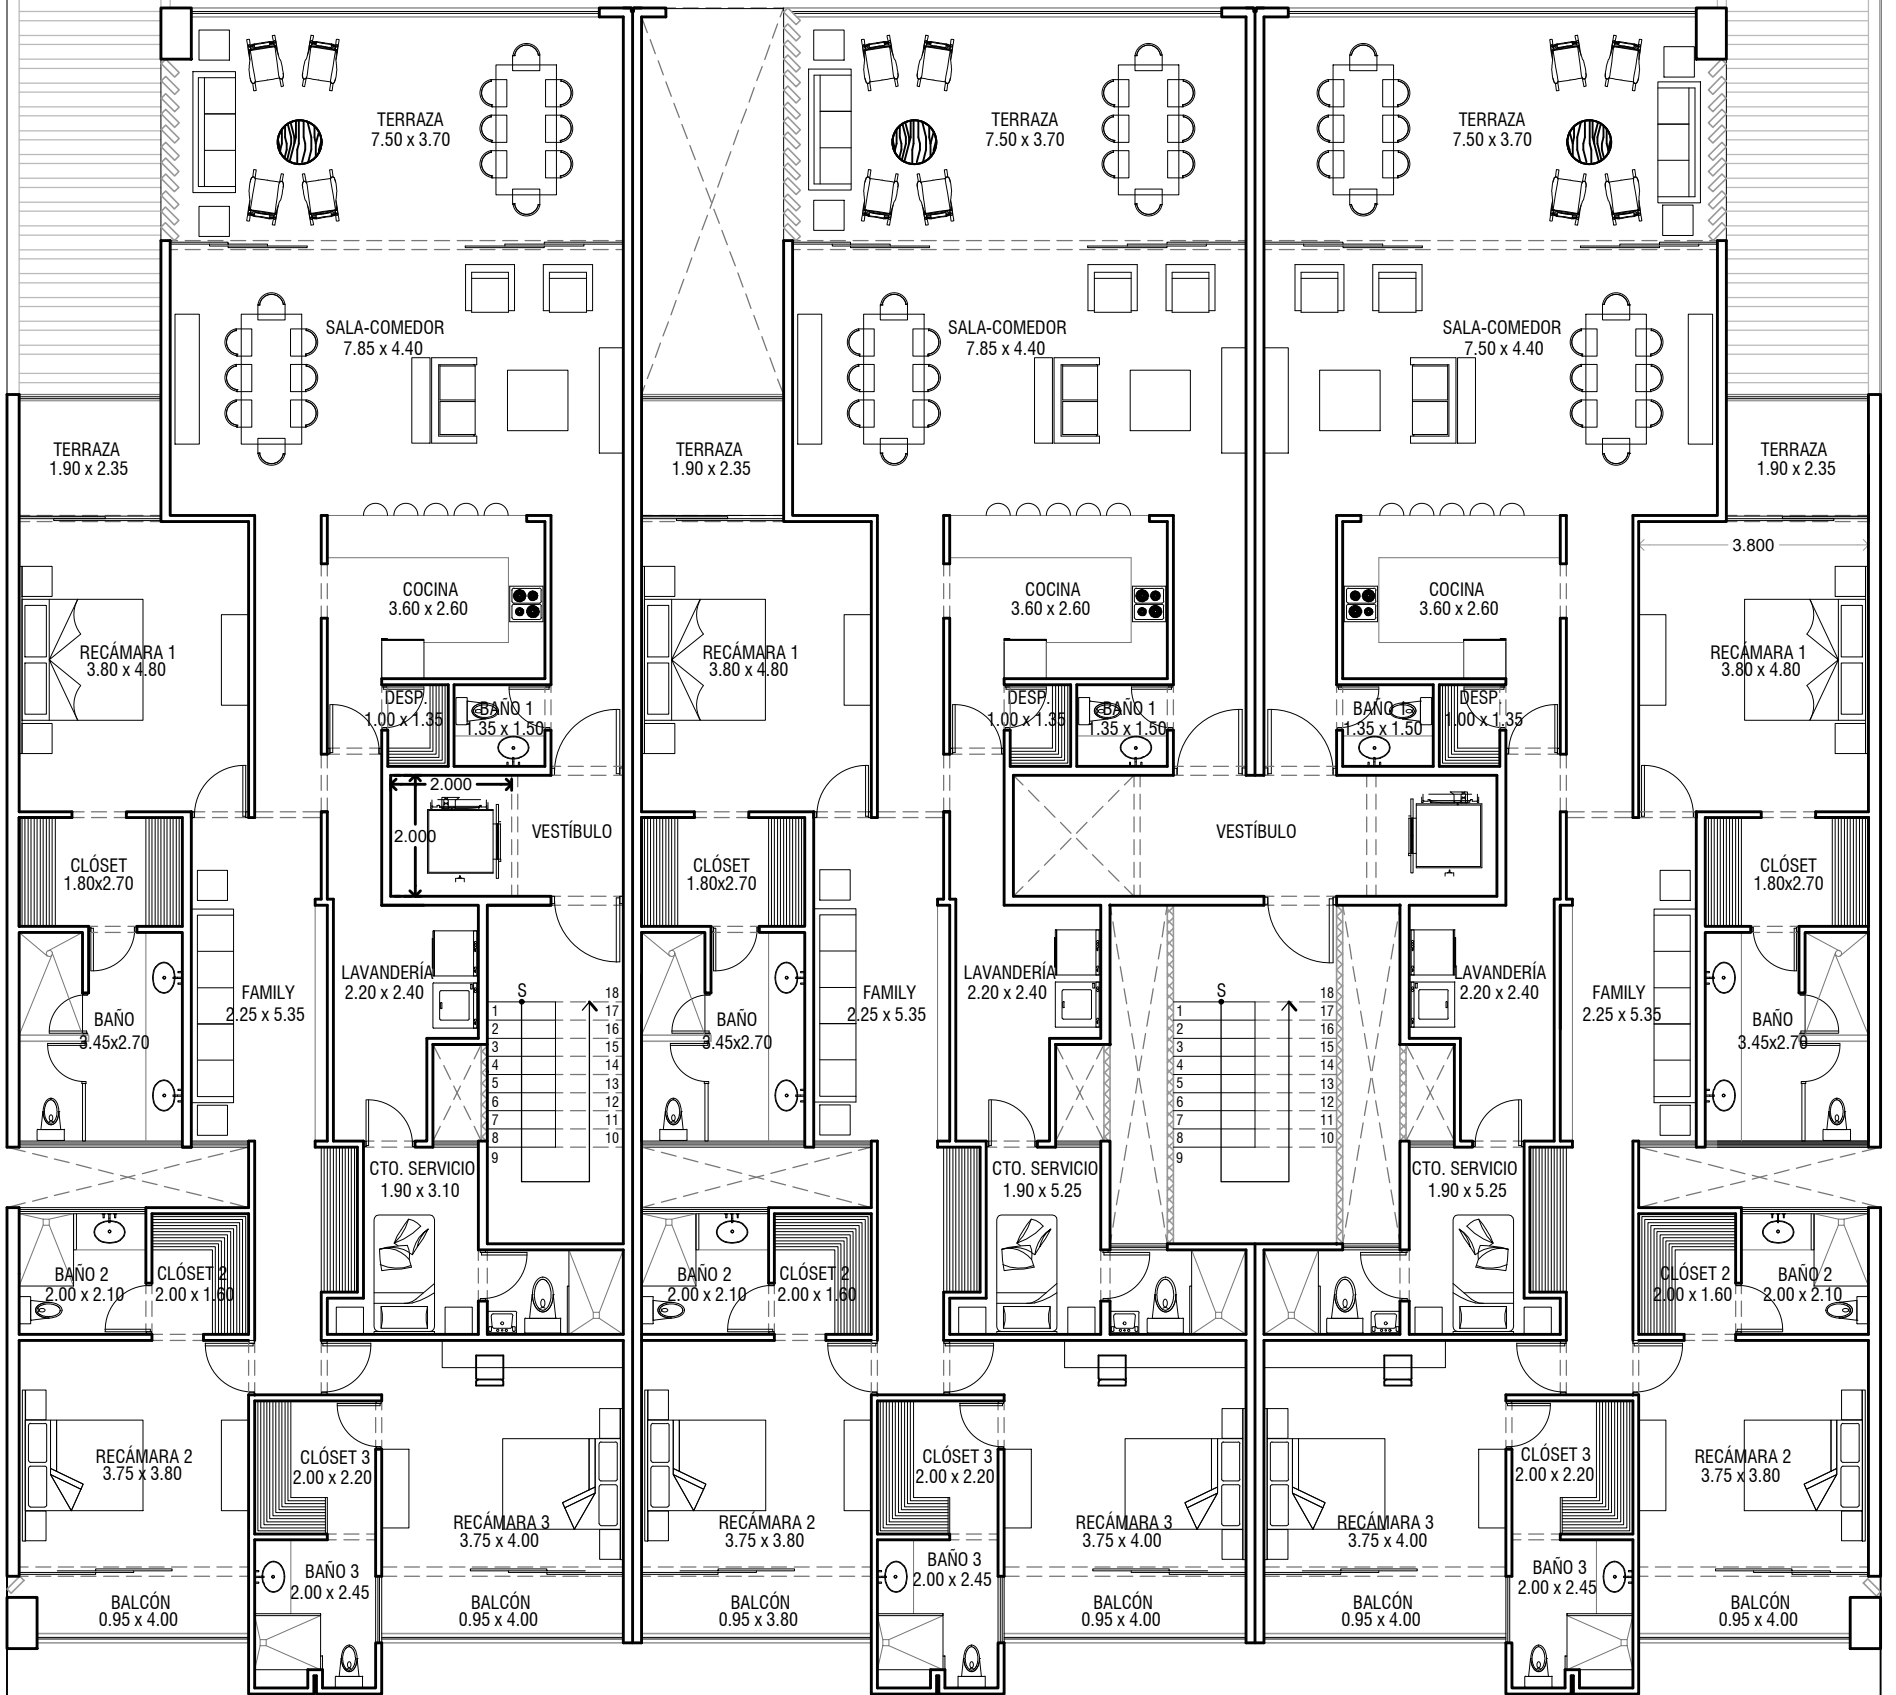 TERRAZA
7.50 x 3.70
TERRAZA
7.50 x 3.70
TERRAZA
7.50 x 3.70
SALA-COMEDOR
7.85 x 4.40
SALA-COMEDOR
7.85 x 4.40
SALA-COMEDOR
7.50 x 4.40
TERRAZA
1.90 x 2.35
TERRAZA
1.90 x 2.35
TERRAZA
1.90 x 2.35
3.800
COCINA
3.60 x 2.60
COCINA
3.60 x 2.60
COCINA
3.60 x 2.60
RECÁMARA 1
3.80 x 4.80
RECÁMARA 1
3.80 x 4.80
RECÁMARA 1
3.80 x 4.80
DESP.
1.00 x 1.35
BAÑO 1
1.35 x 1.50
DESP.
1.00 x 1.35
BAÑO 1
1.35 x 1.50
BAÑO 1
1.35 x 1.50
DESP.
1.00 x 1.35
2.000
2.000
VESTÍBULO
VESTÍBULO
CLÓSET
1.80x2.70
CLÓSET
1.80x2.70
CLÓSET
1.80x2.70
LAVANDERÍA
2.20 x 2.40
LAVANDERÍA
2.20 x 2.40
LAVANDERÍA
2.20 x 2.40
FAMILY
2.25 x 5.35
FAMILY
2.25 x 5.35
FAMILY
2.25 x 5.35
BAÑO
3.45x2.70
BAÑO
3.45x2.70
BAÑO
3.45x2.70
S
1
2
3
4
5
6
7
8
9
18
17
16
15
14
13
12
11
10
S
1
2
3
4
5
6
7
8
9
18
17
16
15
14
13
12
11
10
CTO. SERVICIO
1.90 x 3.10
CTO. SERVICIO
1.90 x 5.25
CTO. SERVICIO
1.90 x 5.25
BAÑO 2
2.00 x 2.10
CLÓSET 2
2.00 x 1.60
BAÑO 2
2.00 x 2.10
CLÓSET 2
2.00 x 1.60
CLÓSET 2
2.00 x 1.60
BAÑO 2
2.00 x 2.10
RECÁMARA 2
3.75 x 3.80
CLÓSET 3
2.00 x 2.20
RECÁMARA 3
3.75 x 4.00
RECÁMARA 2
3.75 x 3.80
CLÓSET 3
2.00 x 2.20
RECÁMARA 3
3.75 x 4.00
RECÁMARA 3
3.75 x 4.00
CLÓSET 3
2.00 x 2.20
RECÁMARA 2
3.75 x 3.80
BAÑO 3
2.00 x 2.45
BAÑO 3
2.00 x 2.45
BAÑO 3
2.00 x 2.45
BALCÓN
0.95 x 4.00
BALCÓN
0.95 x 4.00
BALCÓN
0.95 x 3.80
BALCÓN
0.95 x 4.00
BALCÓN
0.95 x 4.00
BALCÓN
0.95 x 4.00